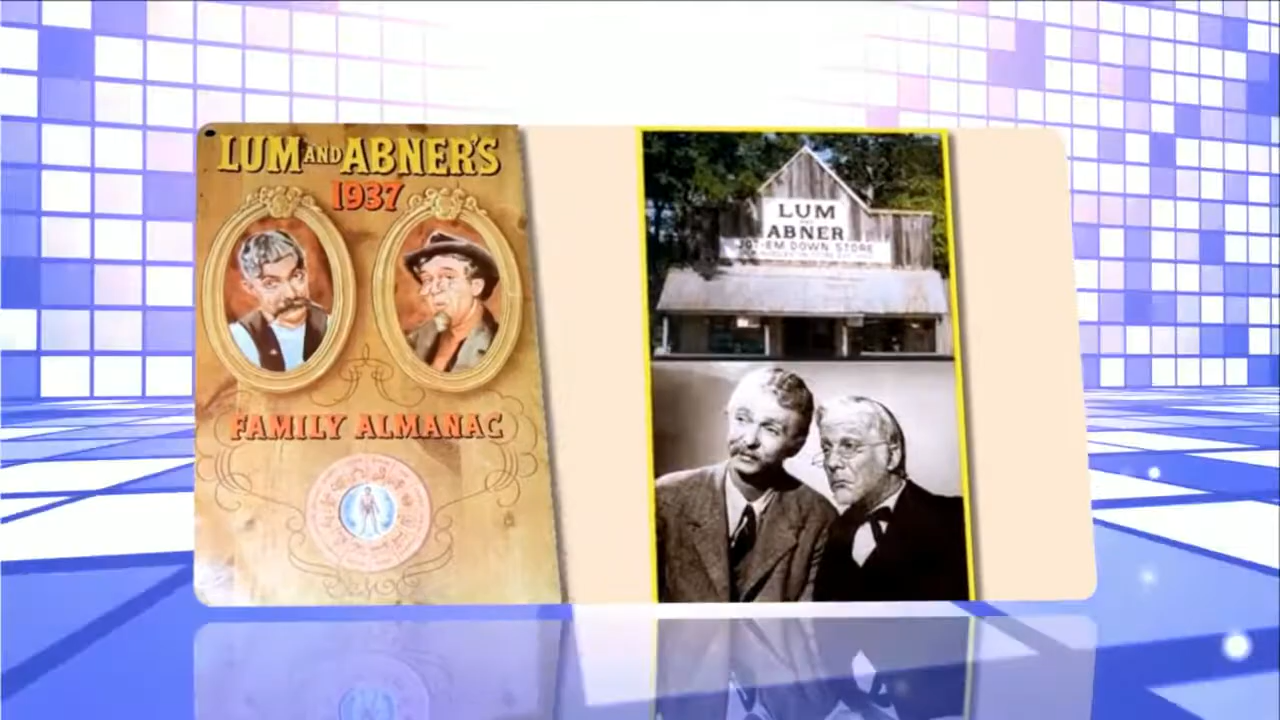 LUM AND ABNER'S
1937
FAMILY ALMANAC
LUM
AND
ABNER
JOT-EM DOWN STORE